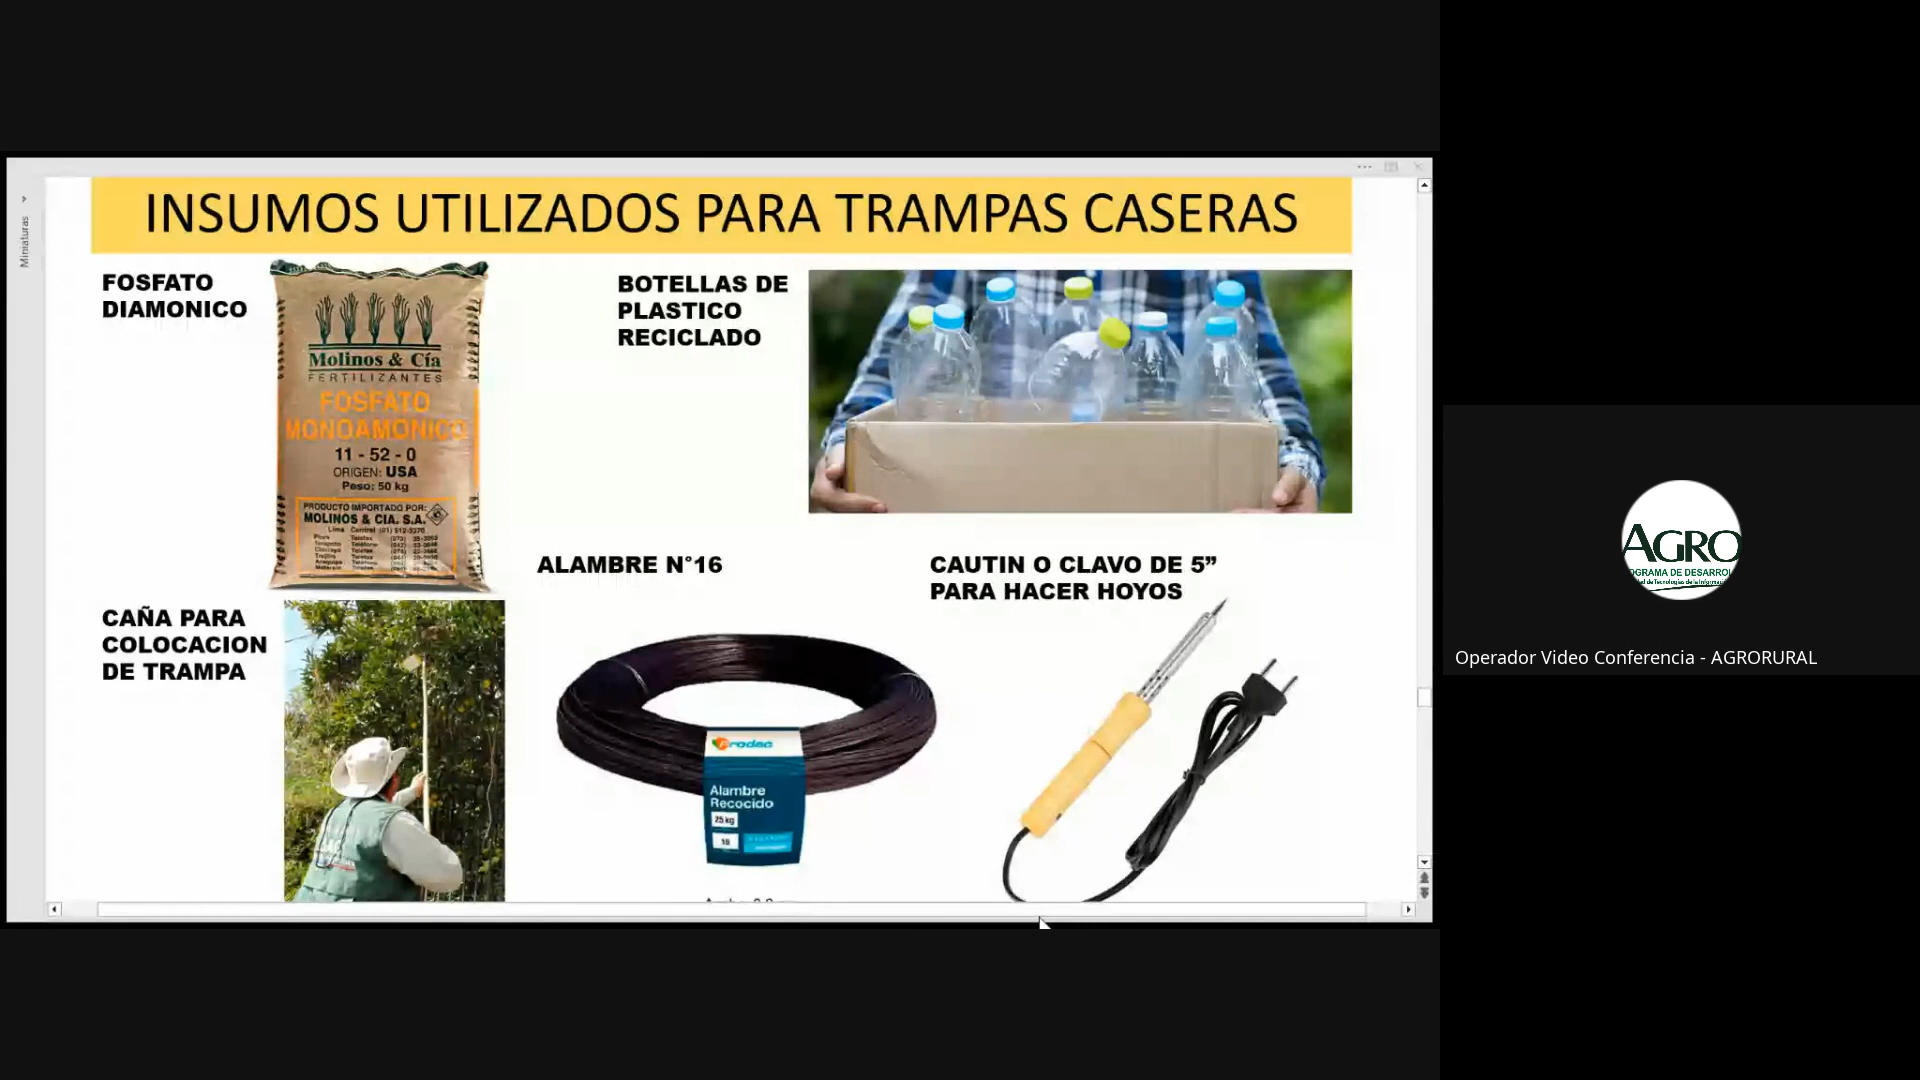 Miniaturas
INSUMOS UTILIZADOS PARA TRAMPAS CASERAS
FOSFATO
DIAMONICO
Molinos & Cía
FERTILIZANTES
FOSFATO
MONOAMONICO
11 - 52 - 0
ORIGEN: USA
Peso: 50 kg
PRODUCTO IMPORTADO POR:
MOLINOS & CIA. S.A.
BOTELLAS DE
PLASTICO
RECICLADO
ALAMBRE N°16
CAUTIN O CLAVO DE 5”
PARA HACER HOYOS
CAÑA PARA
COLOCACION
DE TRAMPA
Prodac
Alambre
Recocido
25 kg
16
AGRO
Operador Video Conferencia - AGRORURAL